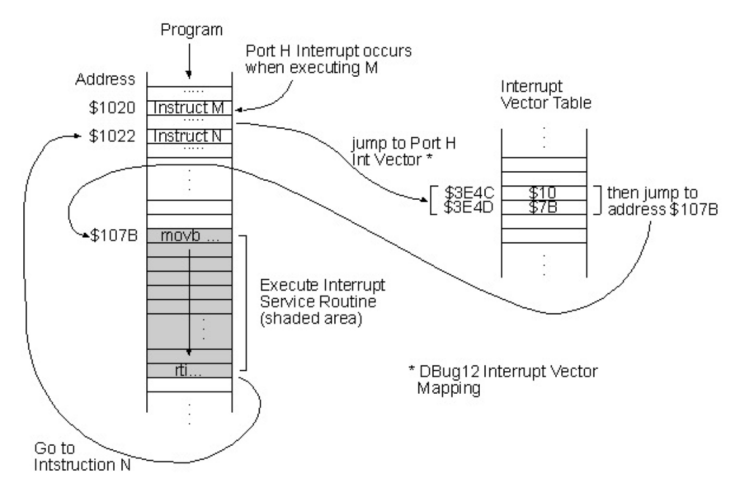 Program
Port H Interrupt occurs
when executing M
Address
$1020
Instruct M
$1022
Instruct N
Interrupt
Vector Table
jump to Port H
Int Vector *
$3E4C
$10
$3E4D
$7B
then jump to
address $107B
$107B
movb ...
Execute Interrupt
Service Routine
(shaded area)
rti...
* DBug12 Interrupt Vector
Mapping
Go to
Intstruction N